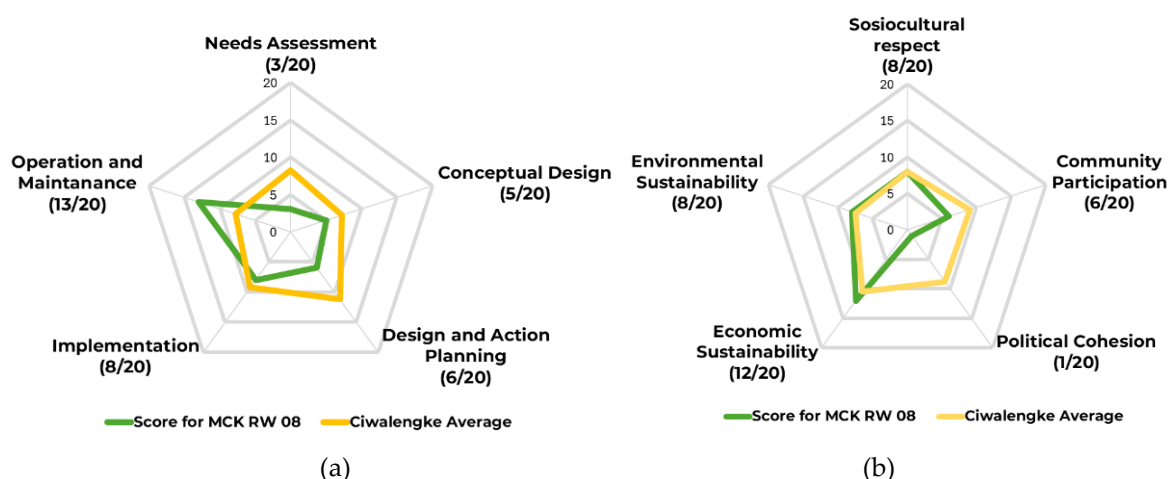 Needs Assessment
(3/20)
20
15
10
5
0
Operation and
Maintanance
(13/20)
Conceptual Design
(5/20)
Implementation
(8/20)
Design and Action
Planning
(6/20)
Score for MCK RW 08
Ciwalengke Average
(a)
Sosiocultural
respect
(8/20)
20
15
10
5
0
Environmental
Sustainability
(8/20)
Community
Participation
(6/20)
Economic
Sustainability
(12/20)
Political Cohesion
(1/20)
Score for MCK RW 08
Ciwalengke Average
(b)